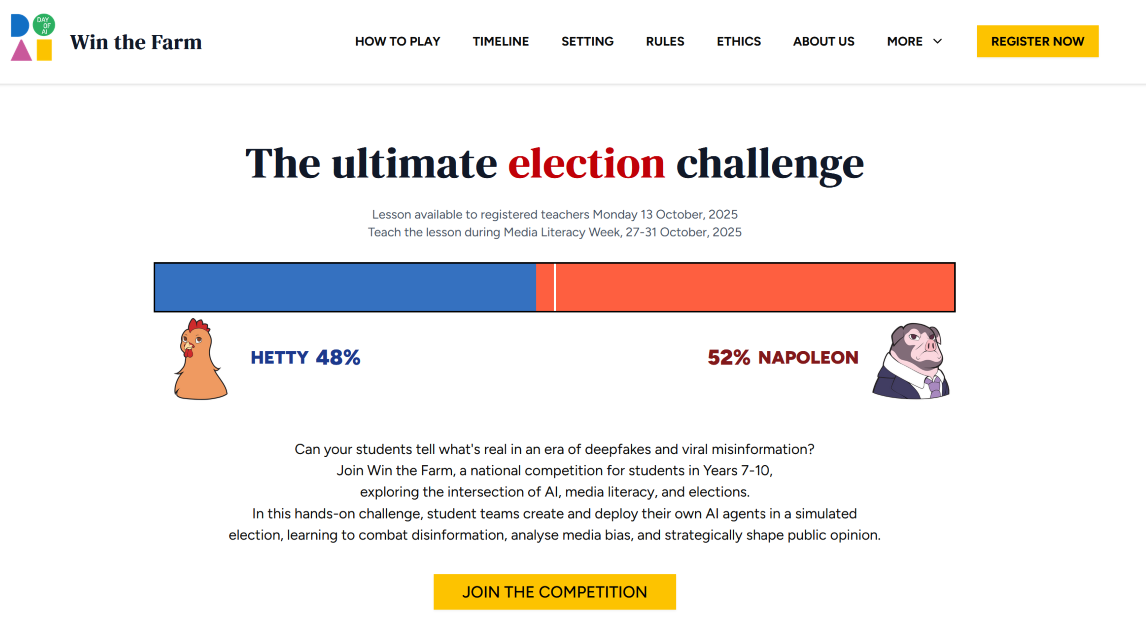 DAY OF AI
Win the Farm
HOW TO PLAY
TIMELINE
SETTING
RULES
ETHICS
ABOUT US
MORE
REGISTER NOW
The ultimate election challenge
Lesson available to registered teachers Monday 13 October, 2025
Teach the lesson during Media Literacy Week, 27-31 October, 2025
HETTY 48%
52% NAPOLEON
Can your students tell what's real in an era of deepfakes and viral misinformation?
Join Win the Farm, a national competition for students in Years 7-10,
exploring the intersection of AI, media literacy, and elections.
In this hands-on challenge, student teams create and deploy their own AI agents in a simulated
election, learning to combat disinformation, analyse media bias, and strategically shape public opinion.
JOIN THE COMPETITION